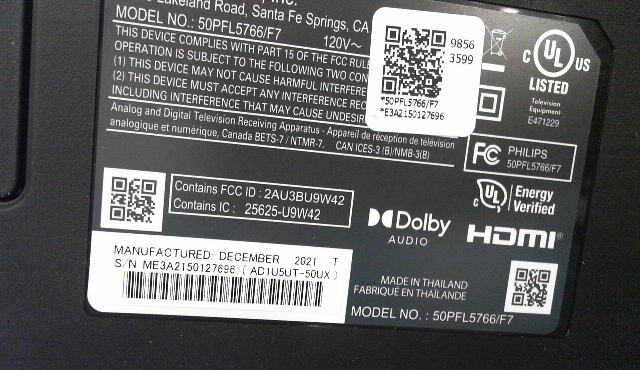 Lakeland Road, Santa Fe Springs, CA
MODEL NO.: 50PFL5766/F7 120V~
THIS DEVICE COMPLIES WITH PART 15 OF THE FCC RULE
OPERATION IS SUBJECT TO THE FOLLOWING TWO CON
(1) THIS DEVICE MAY NOT CAUSE HARMFUL INTERFERE
(2) THIS DEVICE MUST ACCEPT ANY INTERFERENCE REC
INCLUDING INTERFERENCE THAT MAY CAUSE UNDESIR
Analog and Digital Television Receiving Apparatus - Appareil de réception de télévision
analogique et numérique, Canada BETS-7 / NTMR-7. CAN ICES-3 (B)/NMB-3(B)
9856
3599
*50PFL5766/F7
*E3A2150127696
C UL US
LISTED
Television
Equipment
E471229
FC PHILIPS
50PFL5766/F7
Contains FCC ID : 2AU3BU9W42
Contains IC : 25625-U9W42
c UL Energy
Verified
Dolby
AUDIO
HDMI®
MANUFACTURED: DECEMBER 2021 T
S/N ME3A2150127696 ( AD1U5UT-50UX )
MADE IN THAILAND
FABRIQUÉ EN THAÏLANDE
MODEL NO. : 50PFL5766/F7